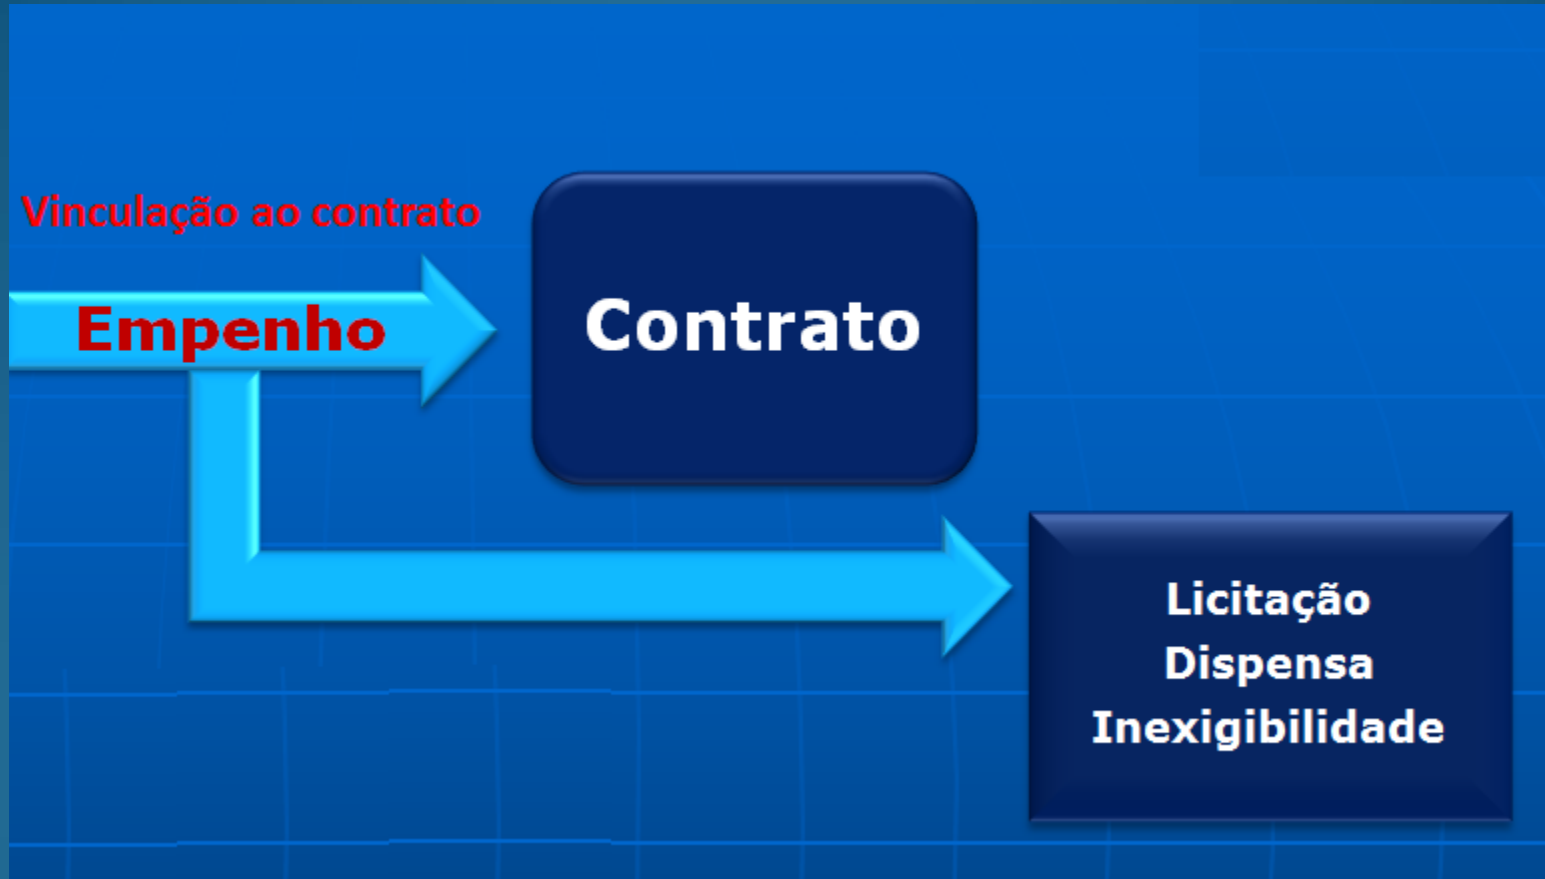 Vinculação ao contrato
Empenho
Contrato
Licitação
Dispensa
Inexigibilidade